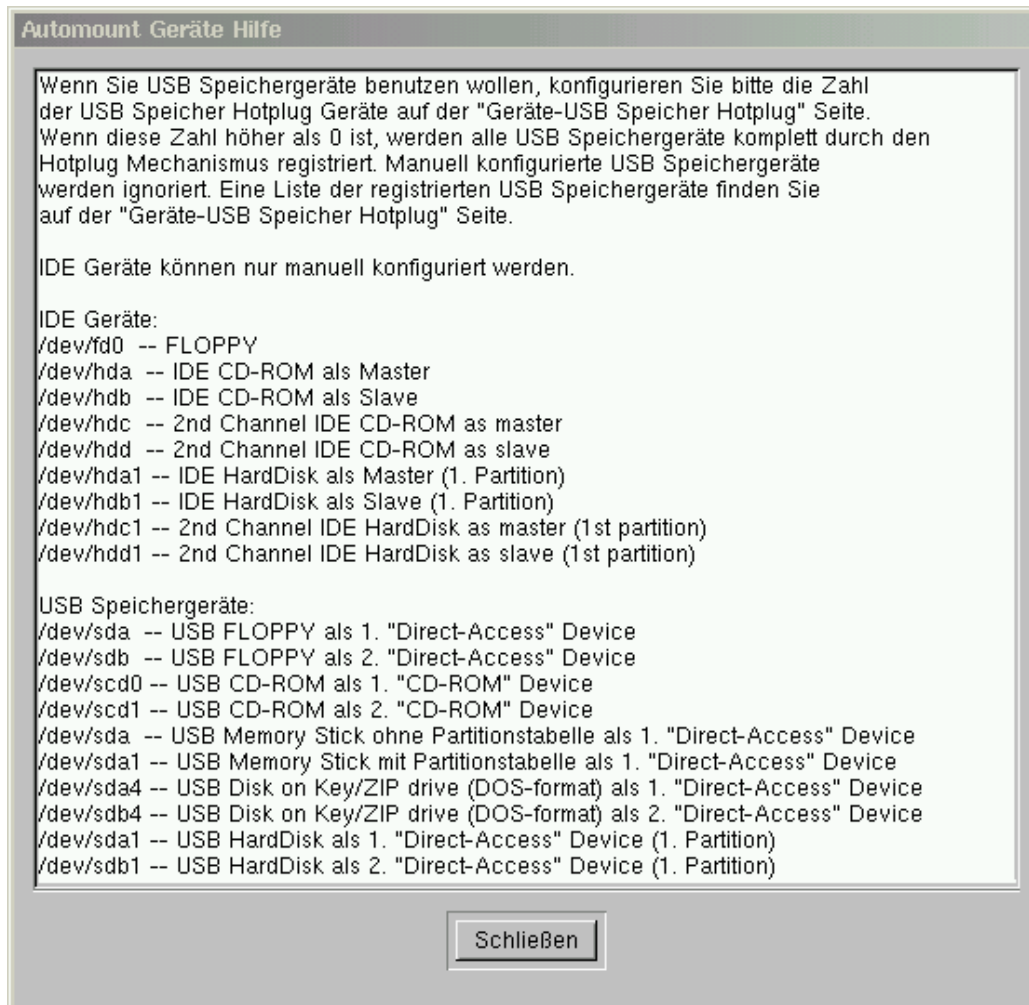 Automount Geräte Hilfe
Wenn Sie USB Speichergeräte benutzen wollen, konfigurieren Sie bitte die Zahl
der USB Speicher Hotplug Geräte auf der "Geräte-USB Speicher Hotplug" Seite.
Wenn diese Zahl höher als 0 ist, werden alle USB Speichergeräte komplett durch den
Hotplug Mechanismus registriert. Manuell konfigurierte USB Speichergeräte
werden ignoriert. Eine Liste der registrierten USB Speichergeräte finden Sie
auf der "Geräte-USB Speicher Hotplug" Seite.
IDE Geräte können nur manuell konfiguriert werden.
IDE Geräte:
/dev/fd0 -- FLOPPY
/dev/hda -- IDE CD-ROM als Master
/dev/hdb -- IDE CD-ROM als Slave
/dev/hdc -- 2nd Channel IDE CD-ROM as master
/dev/hdd -- 2nd Channel IDE CD-ROM as slave
/dev/hda1 -- IDE HardDisk als Master (1. Partition)
/dev/hdb1 -- IDE HardDisk als Slave (1. Partition)
/dev/hdc1 -- 2nd Channel IDE HardDisk as master (1st partition)
/dev/hdd1 -- 2nd Channel IDE HardDisk as slave (1st partition)
USB Speichergeräte:
/dev/sda -- USB FLOPPY als 1. "Direct-Access" Device
/dev/sdb -- USB FLOPPY als 2. "Direct-Access" Device
/dev/scd0 -- USB CD-ROM als 1. "CD-ROM" Device
/dev/scd1 -- USB CD-ROM als 2. "CD-ROM" Device
/dev/sda -- USB Memory Stick ohne Partitionstabelle als 1. "Direct-Access" Device
/dev/sda1 -- USB Memory Stick mit Partitionstabelle als 1. "Direct-Access" Device
/dev/sda4 -- USB Disk on Key/ZIP drive (DOS-format) als 1. "Direct-Access" Device
/dev/sdb4 -- USB Disk on Key/ZIP drive (DOS-format) als 2. "Direct-Access" Device
/dev/sda1 -- USB HardDisk als 1. "Direct-Access" Device (1. Partition)
/dev/sdb1 -- USB HardDisk als 2. "Direct-Access" Device (1. Partition)
Schließen